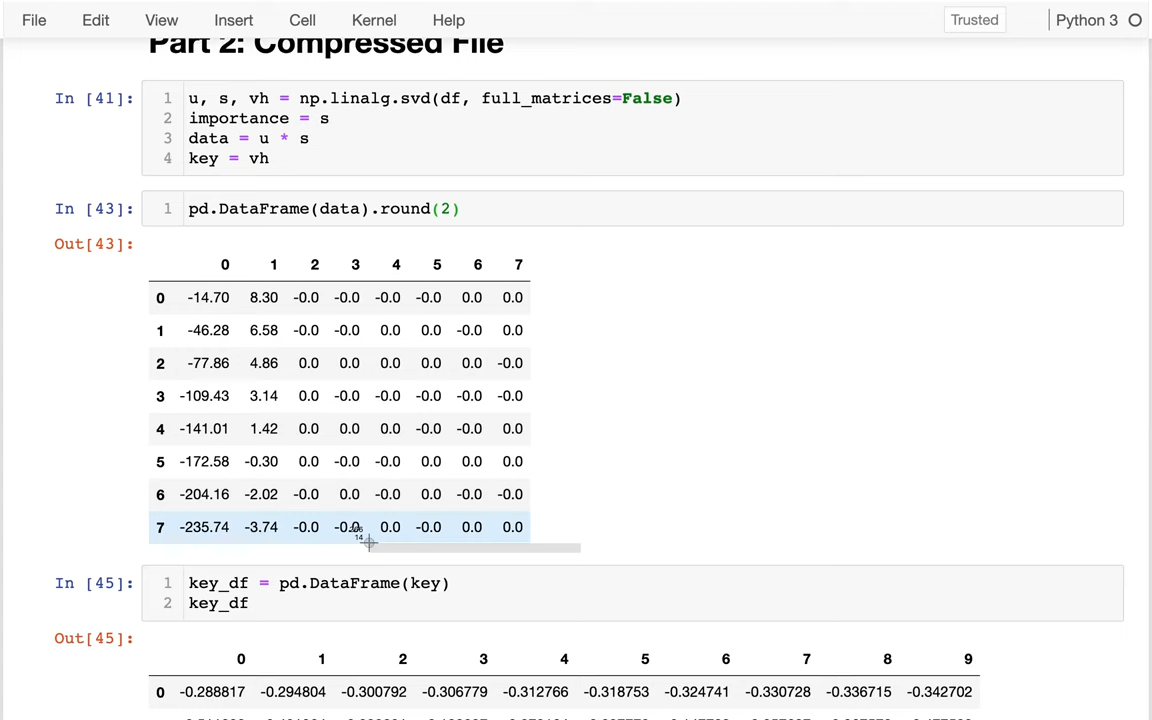 File Edit View Insert Cell Kernel Help Trusted Python 3
Part 2: Compressed File
In [41]: 1 u, s, vh = np.linalg.svd(df, full_matrices=False)
2 importance = s
3 data = u * s
4 key = vh
In [43]: 1 pd.DataFrame(data).round(2)
Out[43]:
0 1 2 3 4 5 6 7
0 -14.70 8.30 -0.0 -0.0 -0.0 -0.0 0.0 0.0
1 -46.28 6.58 -0.0 -0.0 0.0 0.0 -0.0 0.0
2 -77.86 4.86 0.0 0.0 0.0 0.0 0.0 -0.0
3 -109.43 3.14 0.0 -0.0 -0.0 -0.0 -0.0 -0.0
4 -141.01 1.42 0.0 0.0 0.0 -0.0 -0.0 0.0
5 -172.58 -0.30 0.0 -0.0 -0.0 0.0 0.0 0.0
6 -204.16 -2.02 -0.0 0.0 -0.0 0.0 -0.0 -0.0
7 -235.74 -3.74 -0.0 -0.0 0.0 -0.0 0.0 0.0
14
In [45]: 1 key_df = pd.DataFrame(key)
2 key_df
Out[45]:
0 1 2 3 4 5 6 7 8 9
0 -0.288817 -0.294804 -0.300792 -0.306779 -0.312766 -0.318753 -0.324741 -0.330728 -0.336715 -0.342702